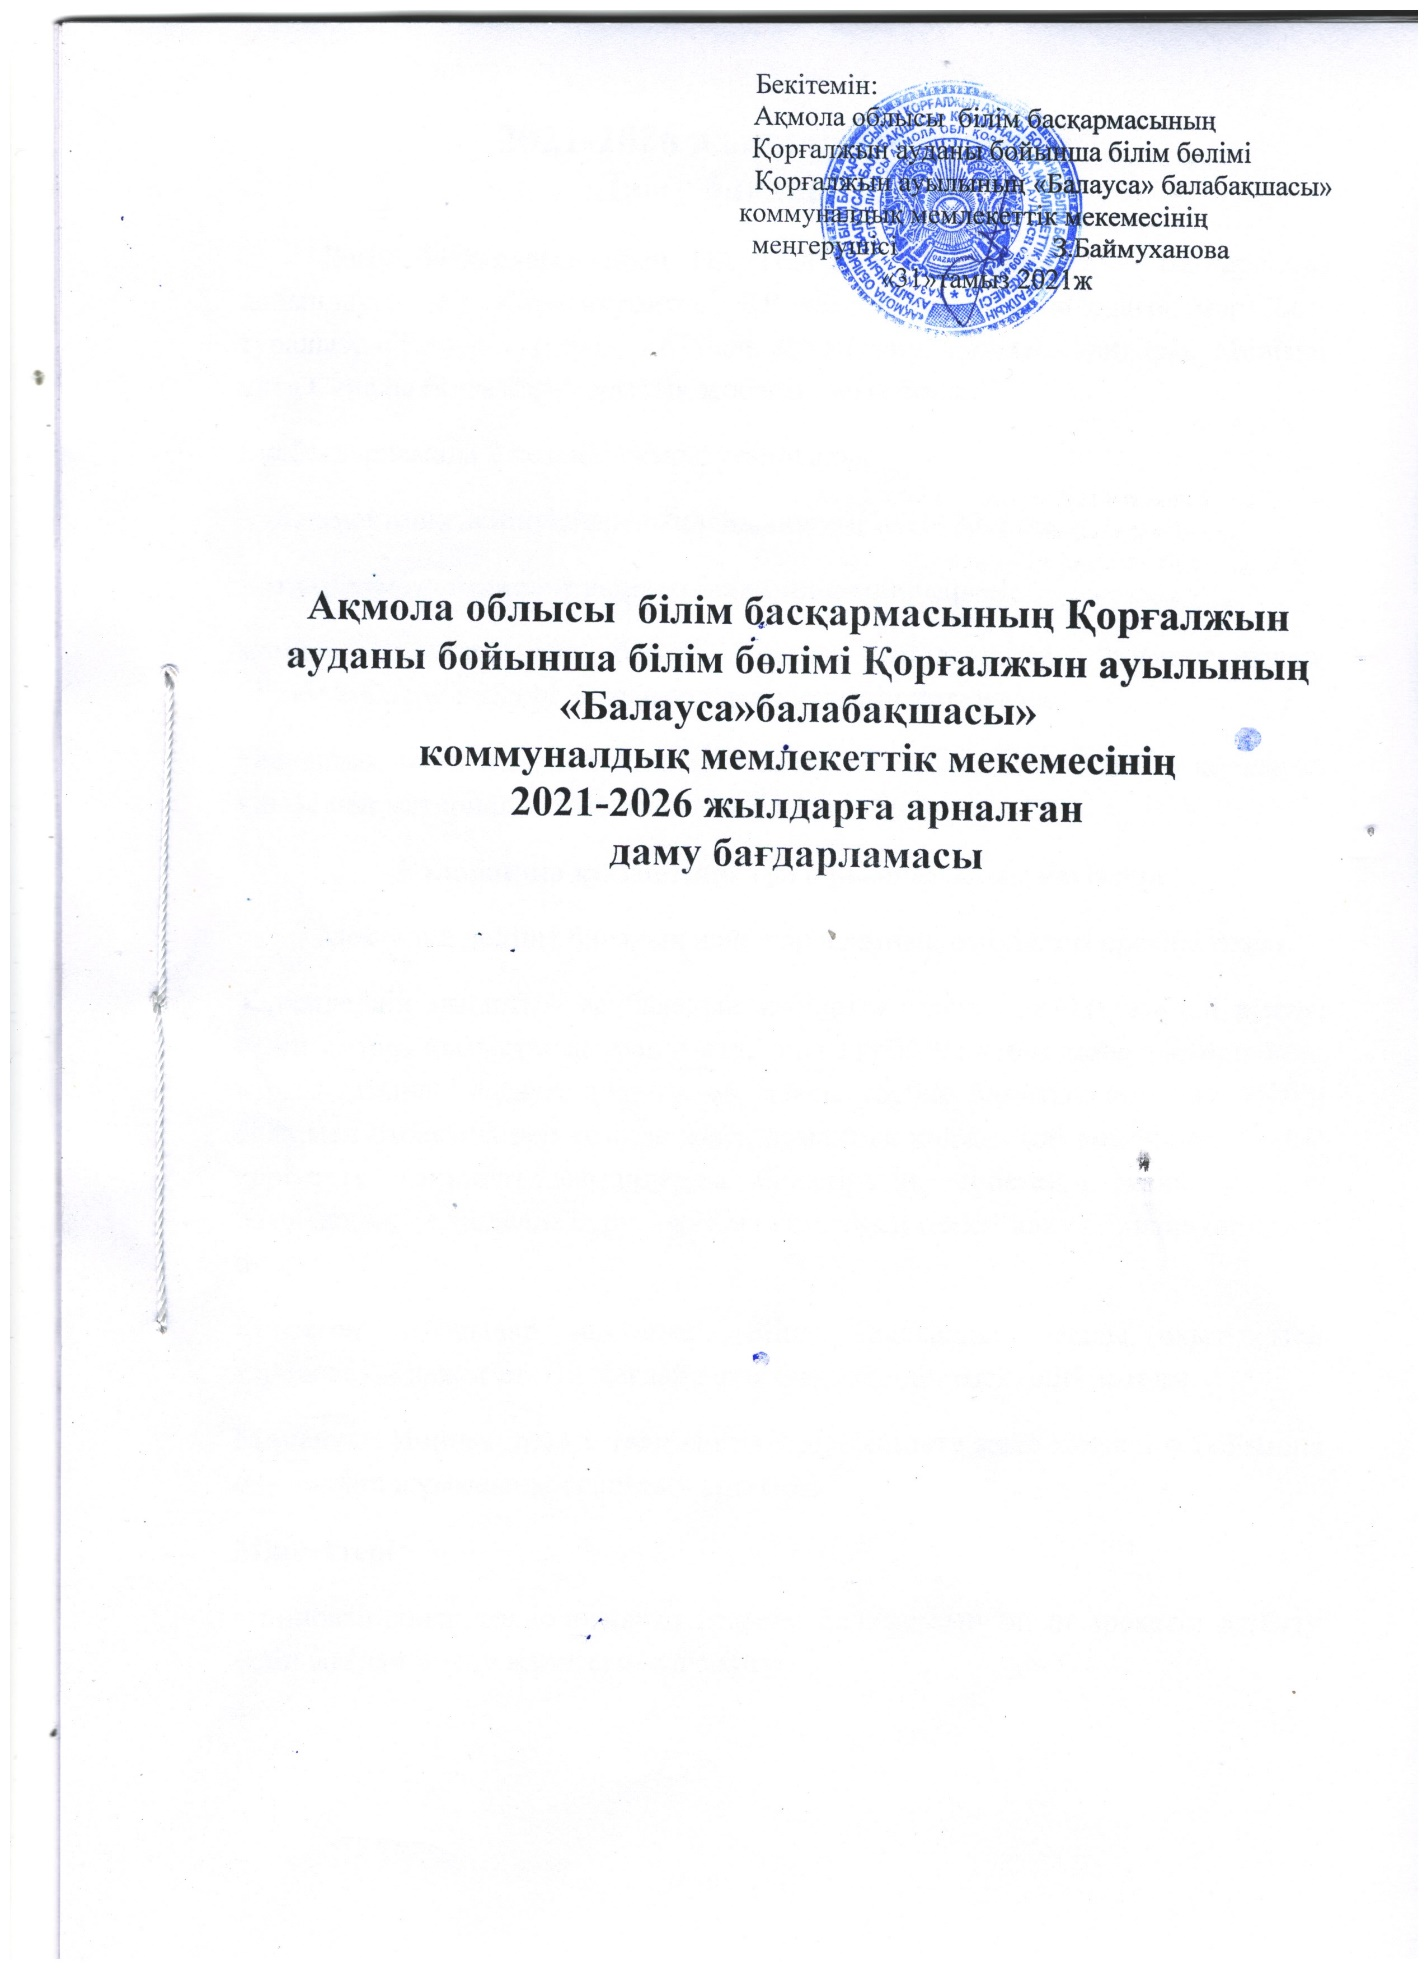 Бекітемін:
Ақмола облысы білім басқармасының
Қорғалжын ауданы бойынша білім бөлімі
Қорғалжын ауылының «Балауса» балабақшасы»
коммуналдық мемлекеттік мекемесінің
меңгерушісі З.Баймуханова
«31»тамыз 2021ж
Ақмола облысы білім басқармасының Қорғалжын
ауданы бойынша білім бөлімі Қорғалжын ауылының
«Балауса»балабақшасы»
коммуналдық мемлекеттік мекемесінің
2021-2026 жылдарға арналған
даму бағдарламасы